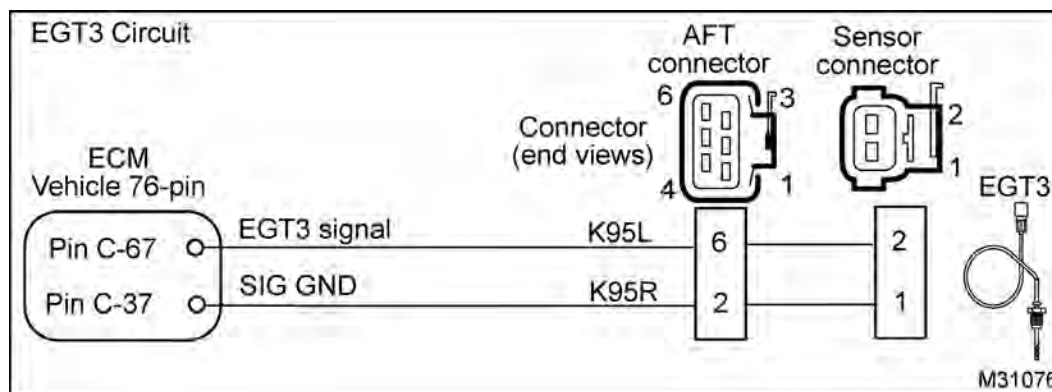 EGT3 Circuit
AFT
connector
Sensor
connector
6
3
2
Connector
(end views)
4
1
1
ECM
Vehicle 76-pin
EGT3
Pin C-67
EGT3 signal
K95L
6
2
Pin C-37
SIG GND
K95R
2
1
M31076